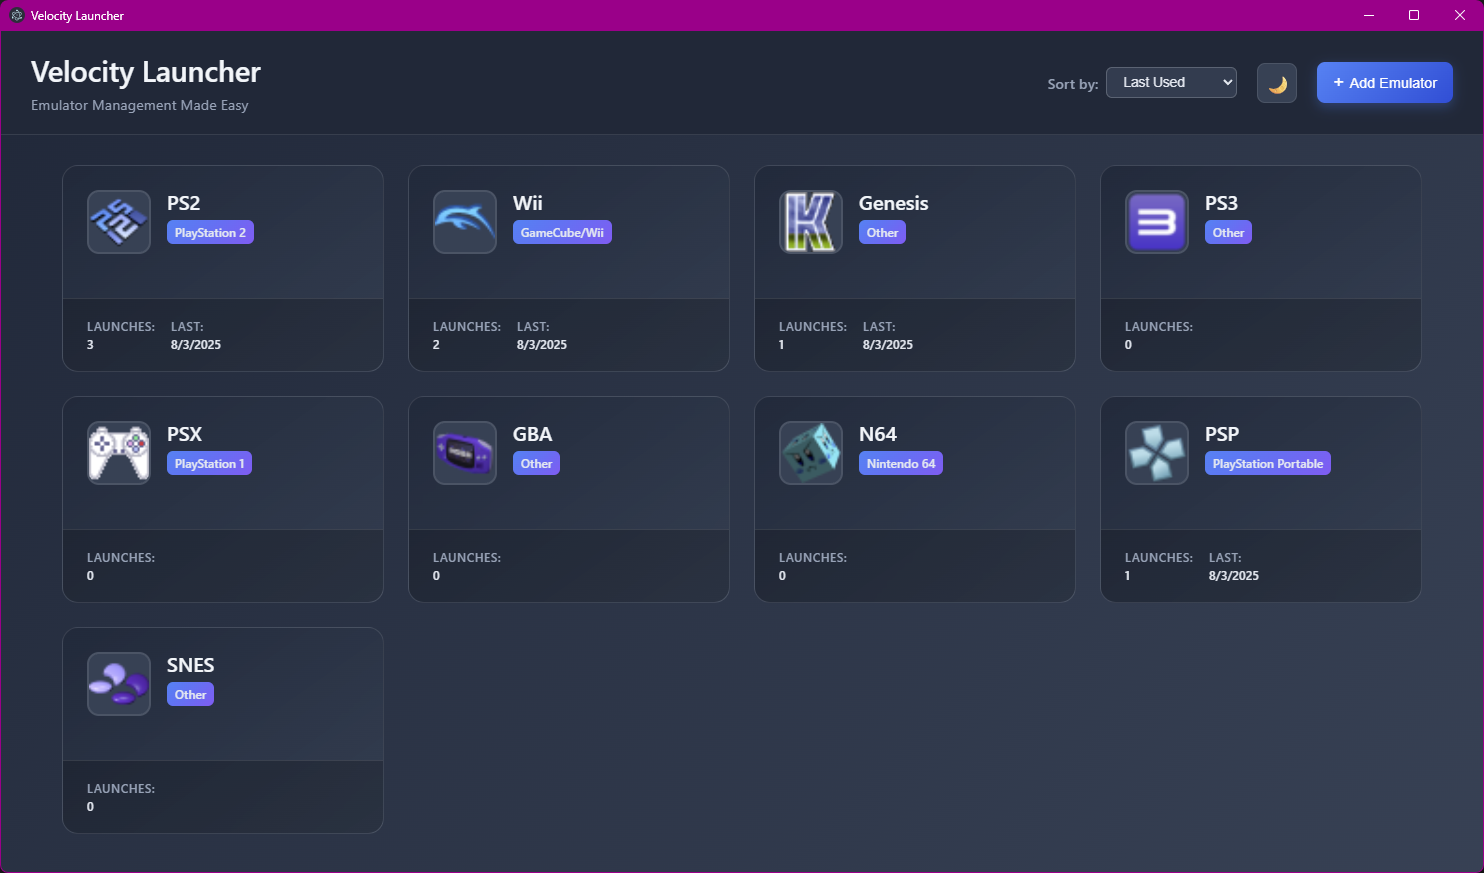 Velocity Launcher
Velocity Launcher
Emulator Management Made Easy
Sort by: Last Used
+ Add Emulator
PS2
PlayStation 2
LAUNCHES: LAST:
3 8/3/2025
Wii
GameCube/Wii
LAUNCHES: LAST:
2 8/3/2025
Genesis
Other
LAUNCHES: LAST:
1 8/3/2025
PS3
Other
LAUNCHES:
0
PSX
PlayStation 1
LAUNCHES:
0
GBA
Other
LAUNCHES:
0
N64
Nintendo 64
LAUNCHES:
0
PSP
PlayStation Portable
LAUNCHES: LAST:
1 8/3/2025
SNES
Other
LAUNCHES:
0